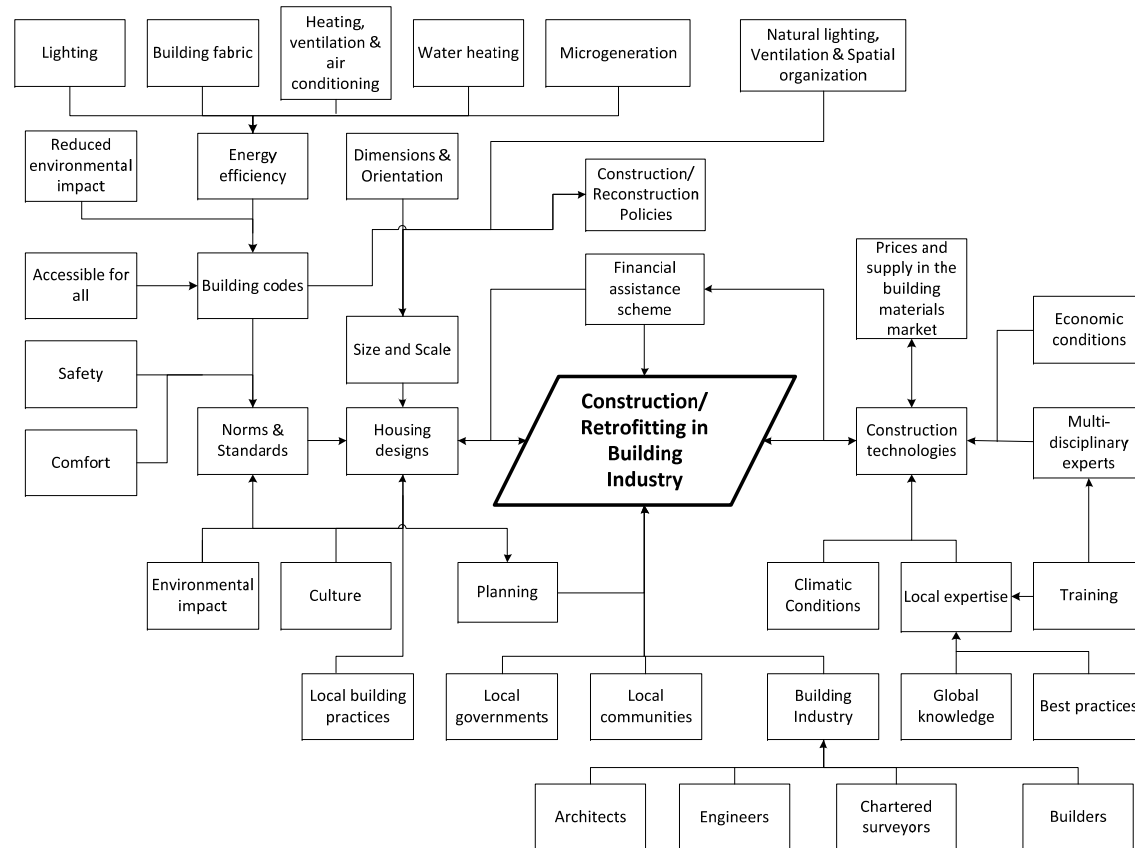 Lighting
Building fabric
Heating,
ventilation &
air
conditioning
Water heating
Microgeneration
Natural lighting,
Ventilation & Spatial
organization
Reduced
environmental
impact
Energy
efficiency
Dimensions &
Orientation
Construction/
Reconstruction
Policies
Accessible for
all
Building codes
Financial
assistance
scheme
Prices and
supply in the
building
materials
market
Economic
conditions
Safety
Size and Scale
Comfort
Norms &
Standards
Housing
designs
Construction/
Retrofitting in
Building
Industry
Construction
technologies
Multi-
disciplinary
experts
Environmental
impact
Culture
Planning
Climatic
Conditions
Local expertise
Training
Local building
practices
Local
governments
Local
communities
Building
Industry
Global
knowledge
Best practices
Architects
Engineers
Chartered
surveyors
Builders